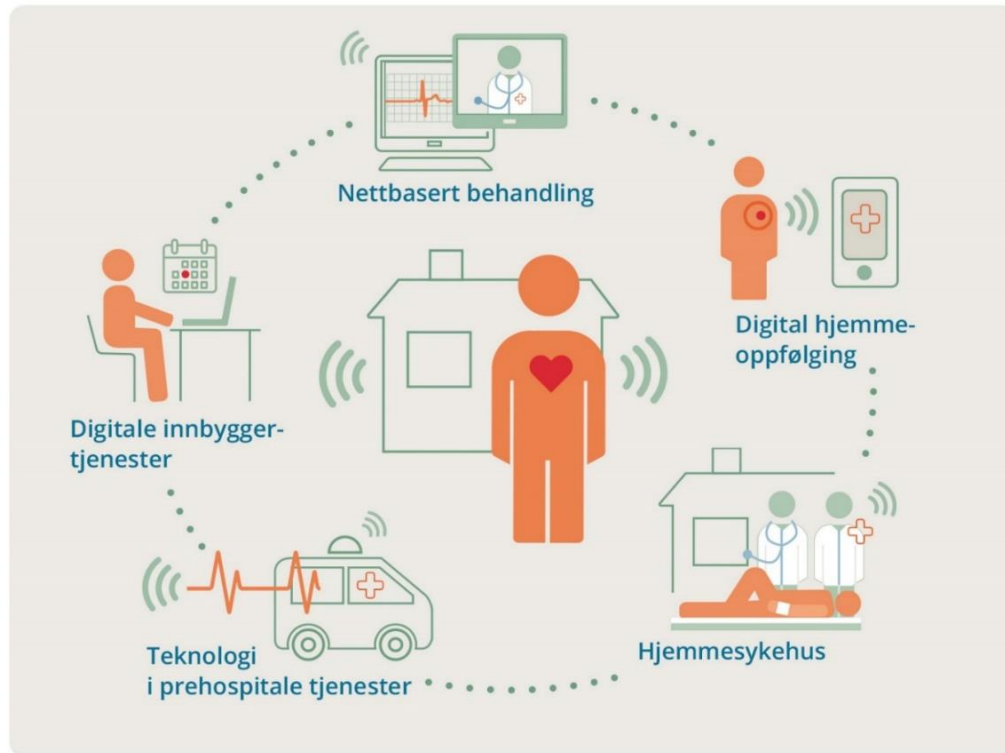 Nettbasert behandling
Digital hjemme-
oppfølging
Digitale innbygger-
tjenester
Hjemmesykehus
Teknologi
i prehospitale tjenester